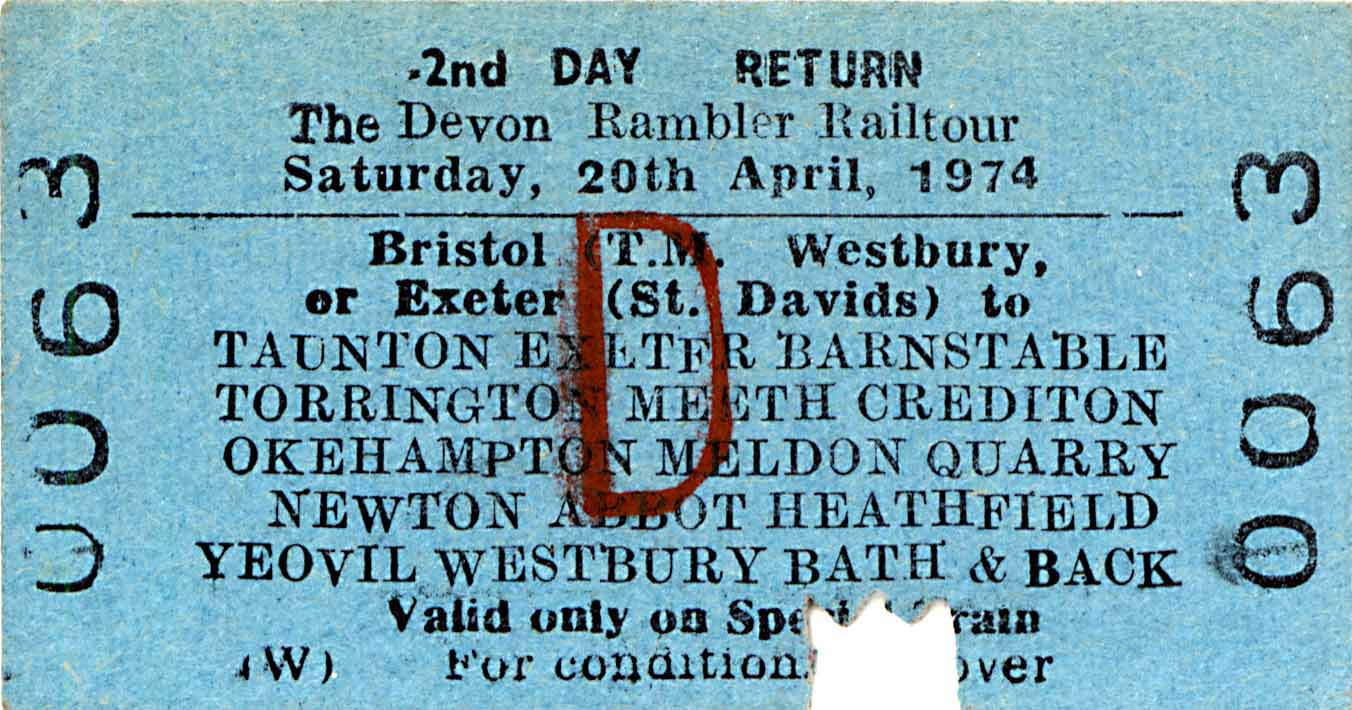 -2nd DAY RETURN
The Devon Rambler Railtour
Saturday, 20th April, 1974
Bristol (T.M. Westbury,
or Exeter (St. Davids) to
TAUNTON EXETER BARNSTABLE
TORRINGTON MEETH CREDITON
OKEHAMPTON MELDON QUARRY
NEWTON ABBOT HEATHFIELD
YEOVIL WESTBURY BATH & BACK
Valid only on Special Train
(W) For conditions over
0063
0063
D